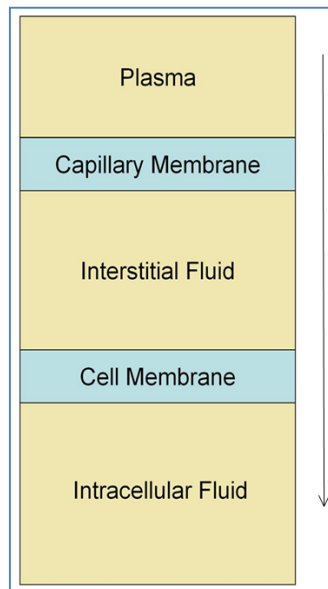 Plasma
Capillary Membrane
Interstitial Fluid
Cell Membrane
Intracellular Fluid